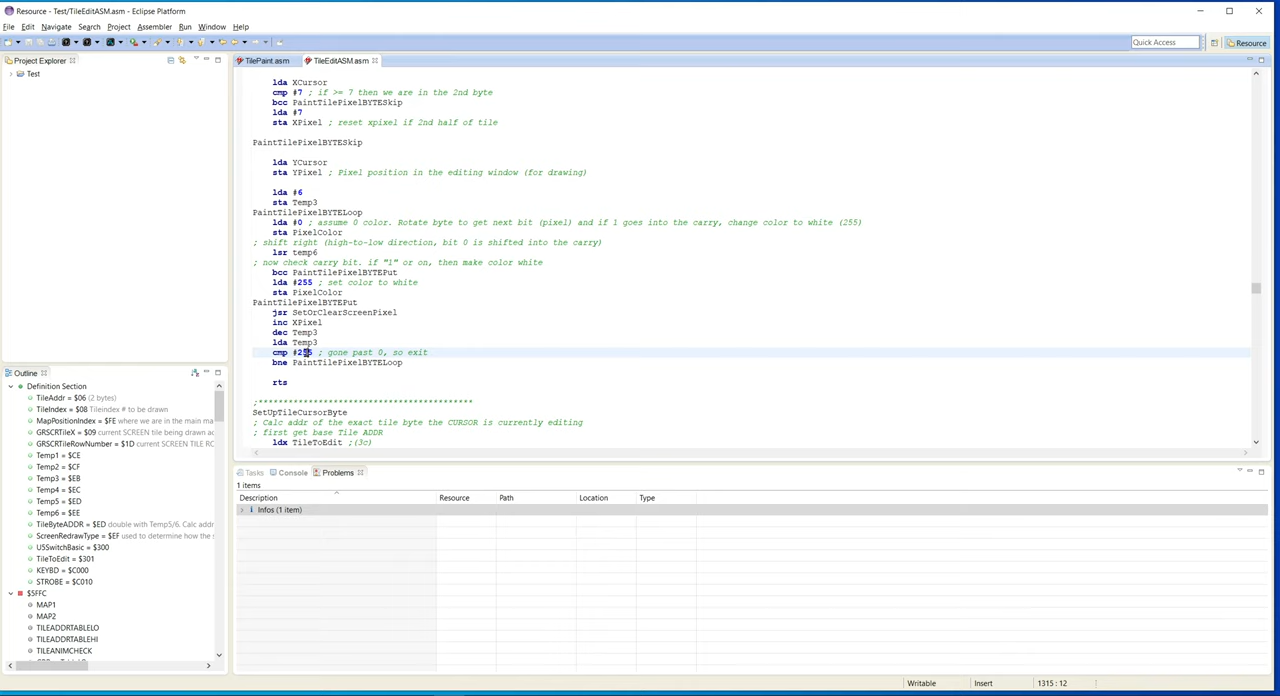 Resource - Test/TileEditASM.asm - Eclipse Platform
File Edit Navigate Search Project Assembler Run Window Help
Quick Access
Resource
Project Explorer
Test
TilePaint.asm
TileEditASM.asm
lda XCursor
cmp #7 ; if >= 7 then we are in the 2nd byte
bcc PaintTilePixelBYTESkip
lda #7
sta XPixel ; reset xpixel if 2nd half of tile
PaintTilePixelBYTESkip
lda YCursor
sta YPixel ; Pixel position in the editing window (for drawing)
lda #6
sta Temp3
PaintTilePixelBYTELoop
lda #0 ; assume 0 color. Rotate byte to get next bit (pixel) and if 1 goes into the carry, change color to white (255)
sta PixelColor
; shift right (high-to-low direction, bit 0 is shifted into the carry)
lsr temp6
; now check carry bit. if "1" or on, then make color white
bcc PaintTilePixelBYTEPut
lda #255 ; set color to white
sta PixelColor
PaintTilePixelBYTEPut
jsr SetOrClearScreenPixel
inc XPixel
dec Temp3
lda Temp3
cmp #255 ; gone past 0, so exit
bne PaintTilePixelBYTELoop
rts
;******************************************
SetUpTileCursorByte
; Calc addr of the exact tile byte the CURSOR is currently editing
; first get base Tile ADDR
ldx TileToEdit ;(3c)
Outline
Definition Section
TileAddr = $06 (2 bytes)
TileIndex = $08 Tileindex # to be drawn
MapPositionIndex = $FE where we are in the main ma
GRSCRTileX = $09 current SCREEN tile being drawn ac
GRSCRTileRowNumber = $1D current SCREEN TILE RC
Temp1 = $CE
Temp2 = $CF
Temp3 = $EB
Temp4 = $EC
Temp5 = $ED
Temp6 = $EE
TileByteADDR = $ED double with Temp5/6. Calc addr
ScreenRedrawType = $EF used to determine how the s
U5SwitchBasic = $300
TileToEdit = $301
KEYBD = $C000
STROBE = $C010
$5FFC
MAP1
MAP2
TILEADDRTABLELO
TILEADDRTABLEHI
TILEANIMCHECK
Tasks Console Problems
1 items
Description Resource Path Location Type
Infos (1 item)
Writable Insert 1315 : 12